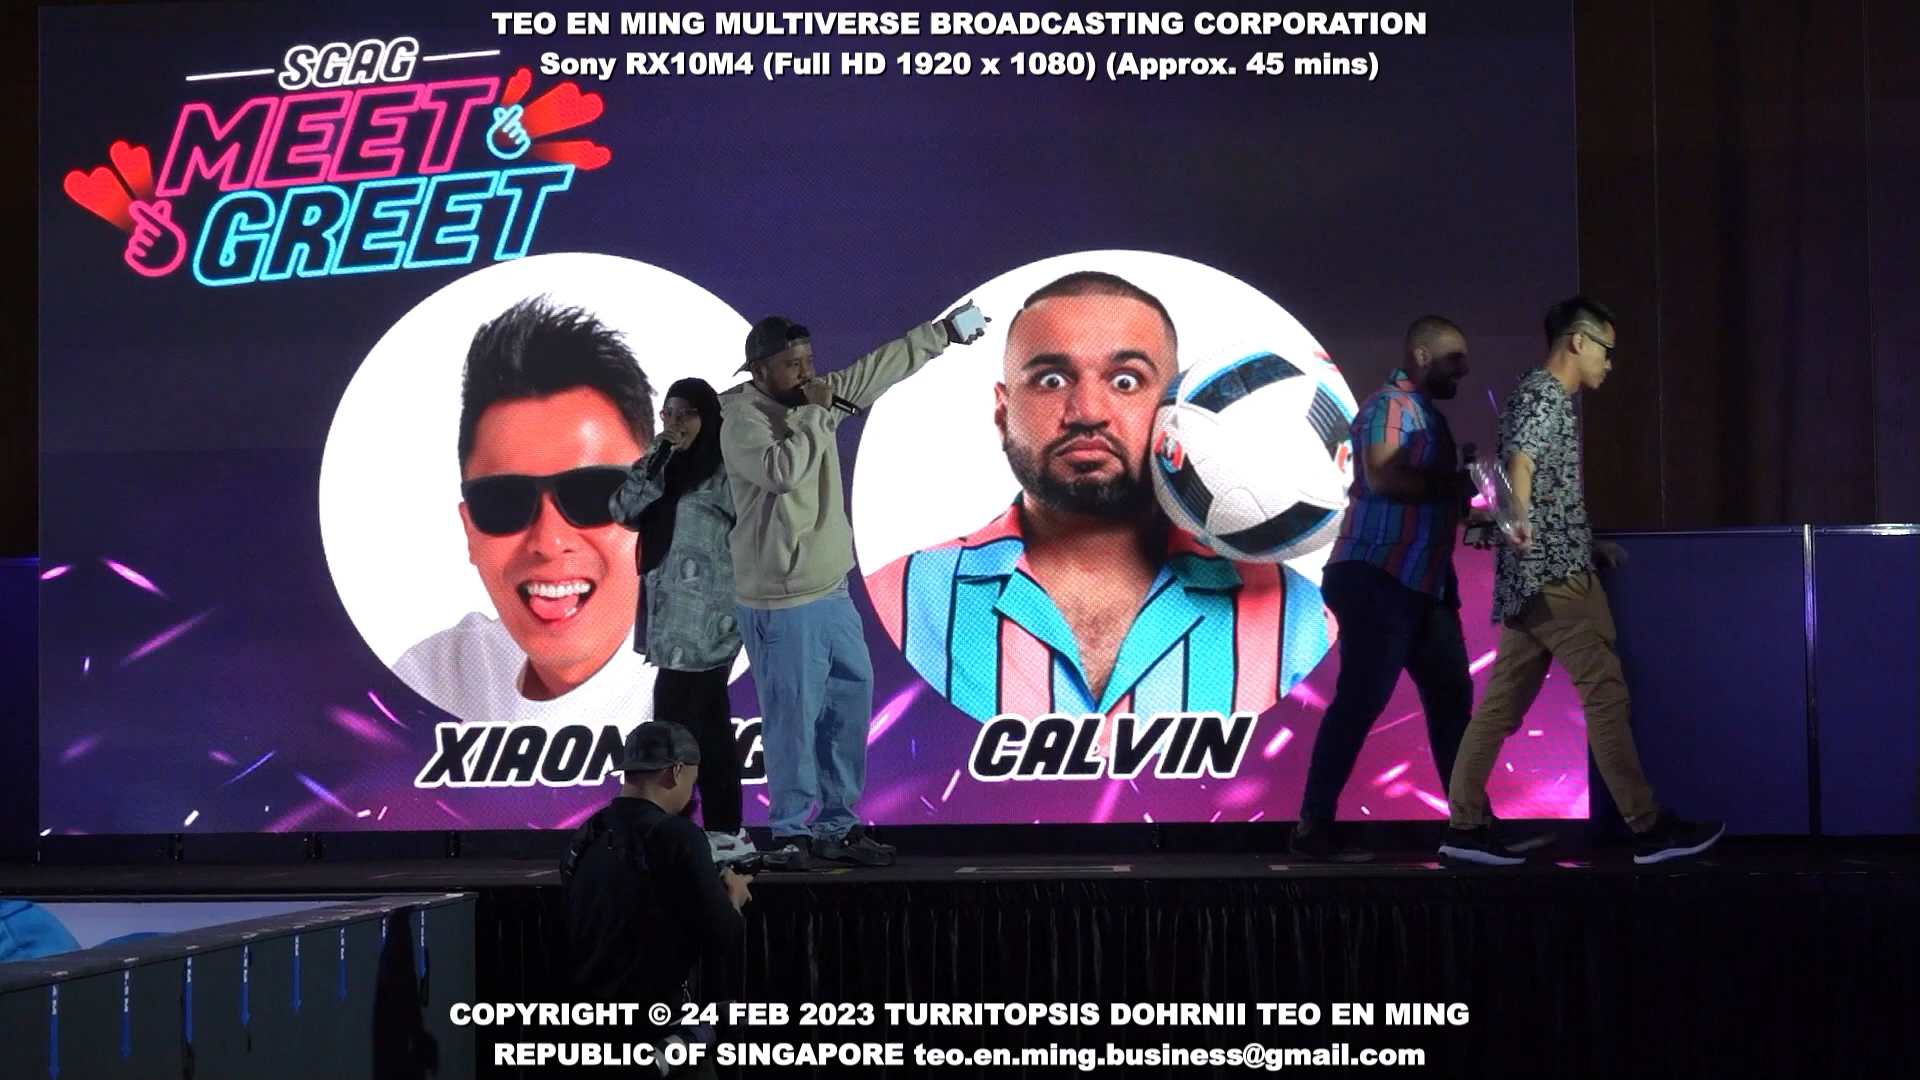 TEO EN MING MULTIVERSE BROADCASTING CORPORATION
Sony RX10M4 (Full HD 1920 x 1080) (Approx. 45 mins)
SGAG
MEET
GREET
CALVIN
COPYRIGHT © 24 FEB 2023 TURRITOPSIS DOHRNII TEO EN MING
REPUBLIC OF SINGAPORE teo.en.ming.business@gmail.com